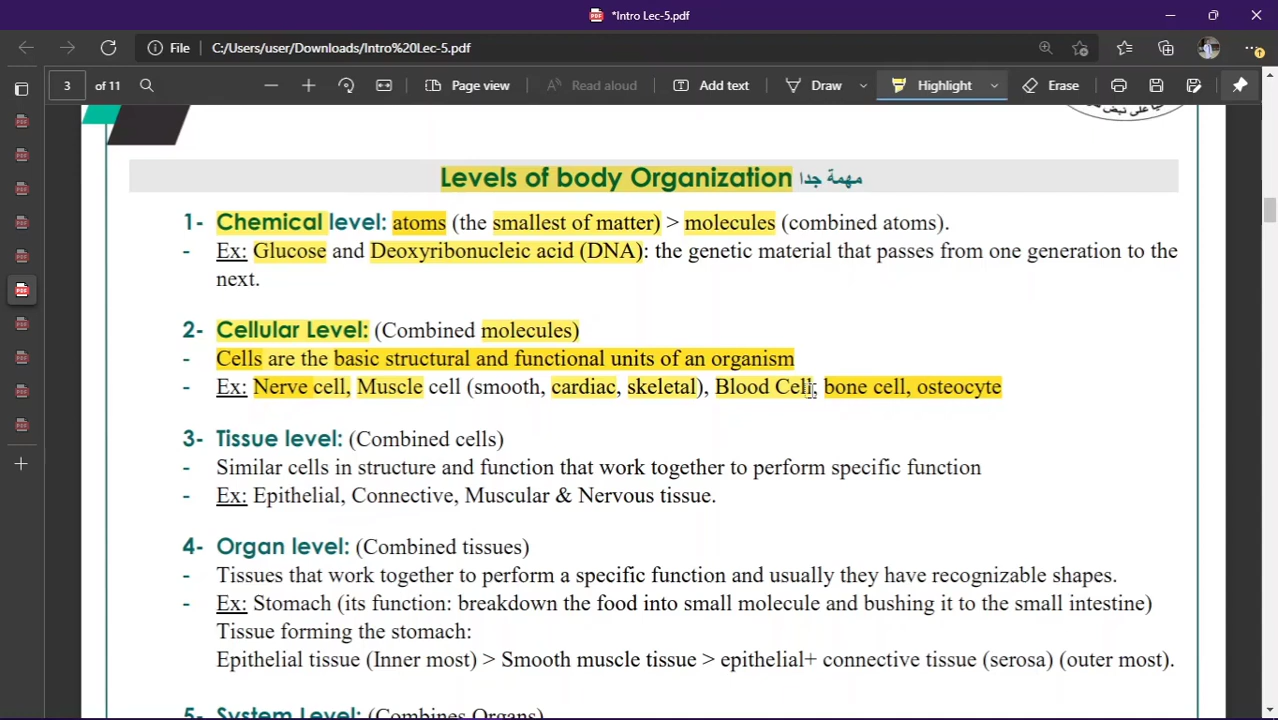 *Intro Lec-5.pdf
File C:/Users/user/Downloads/Intro%20Lec-5.pdf
3 of 11 Page view Read aloud Add text Draw Highlight Erase
Levels of body Organization مهمة جدا
1- Chemical level: atoms (the smallest of matter) > molecules (combined atoms).
- Ex: Glucose and Deoxyribonucleic acid (DNA): the genetic material that passes from one generation to the
next.
2- Cellular Level: (Combined molecules)
- Cells are the basic structural and functional units of an organism
- Ex: Nerve cell, Muscle cell (smooth, cardiac, skeletal), Blood Cell, bone cell, osteocyte
3- Tissue level: (Combined cells)
- Similar cells in structure and function that work together to perform specific function
- Ex: Epithelial, Connective, Muscular & Nervous tissue.
4- Organ level: (Combined tissues)
- Tissues that work together to perform a specific function and usually they have recognizable shapes.
- Ex: Stomach (its function: breakdown the food into small molecule and bushing it to the small intestine)
Tissue forming the stomach:
Epithelial tissue (Inner most) > Smooth muscle tissue > epithelial+ connective tissue (serosa) (outer most).
5- System Level: (Combines Organs)